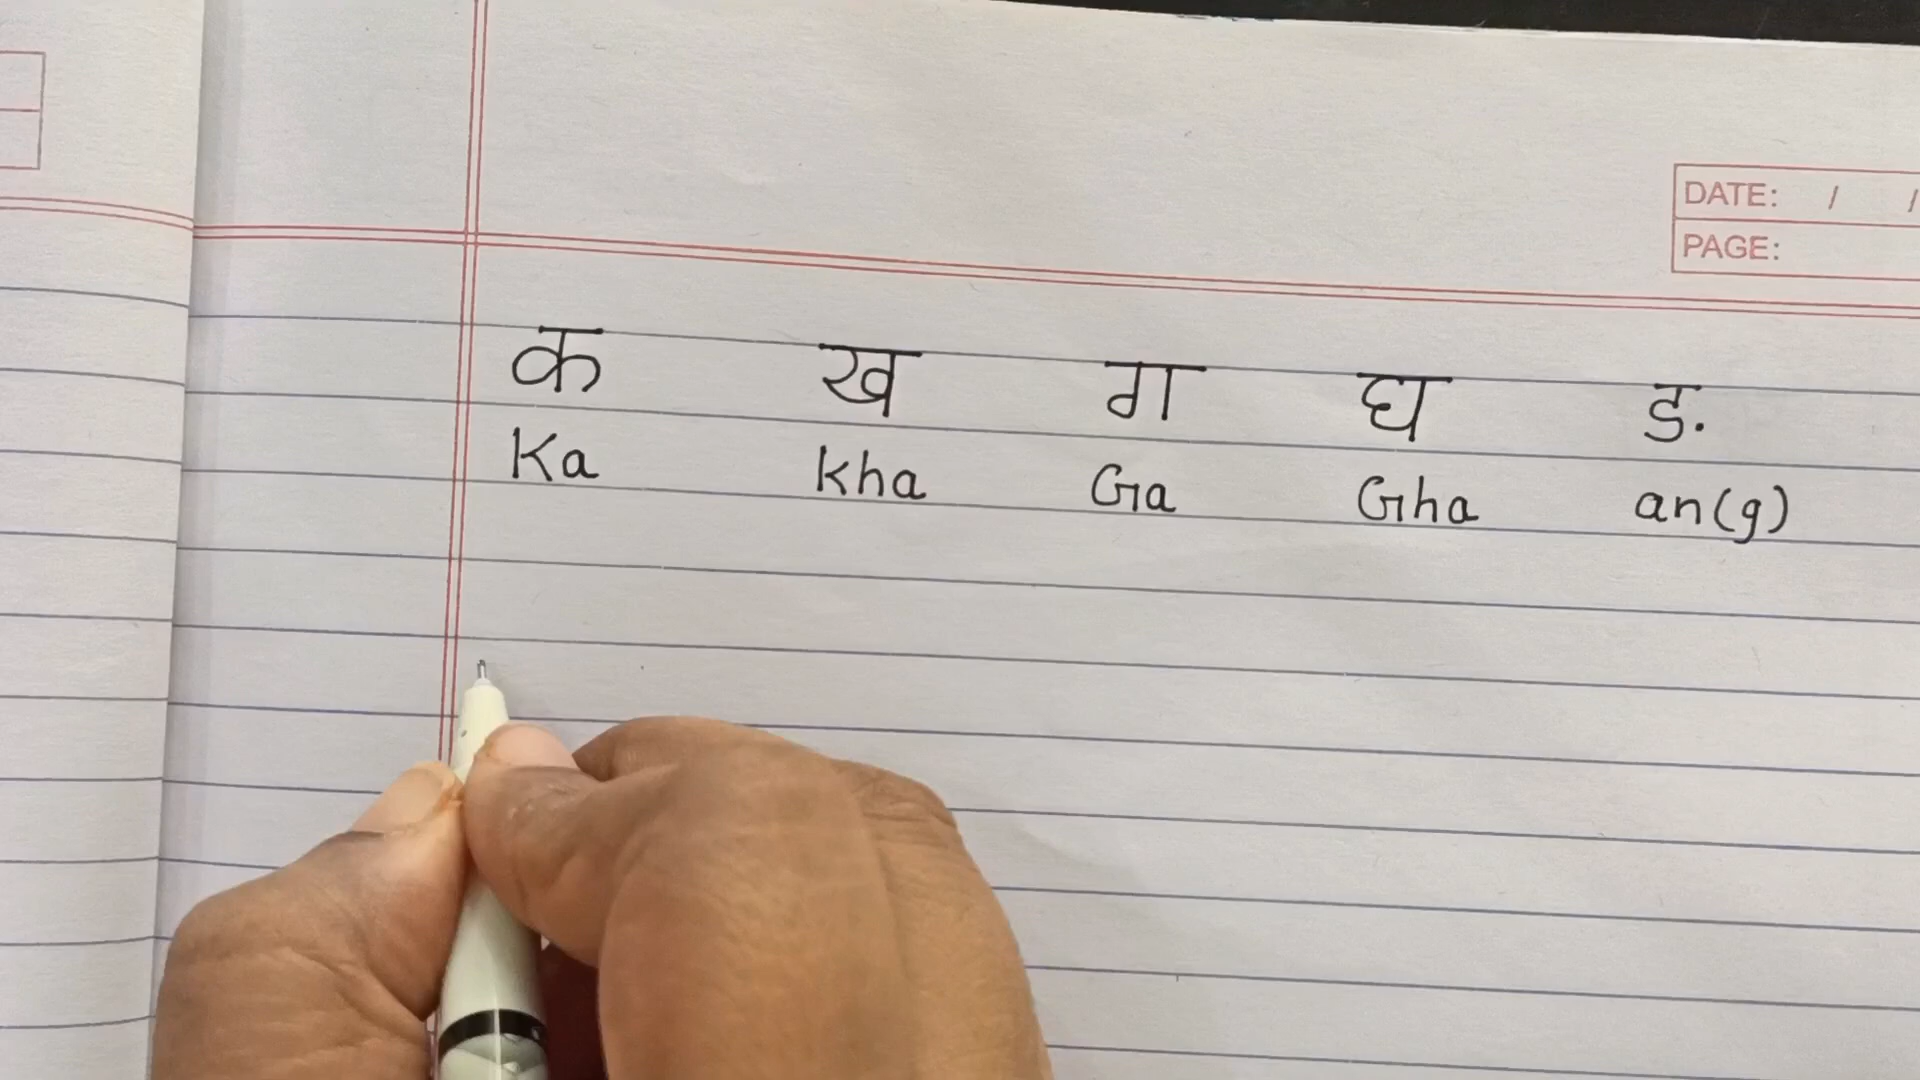 DATE: / /
PAGE:
क ख ग घ ङ
Ka kha Ga Gha an(g)